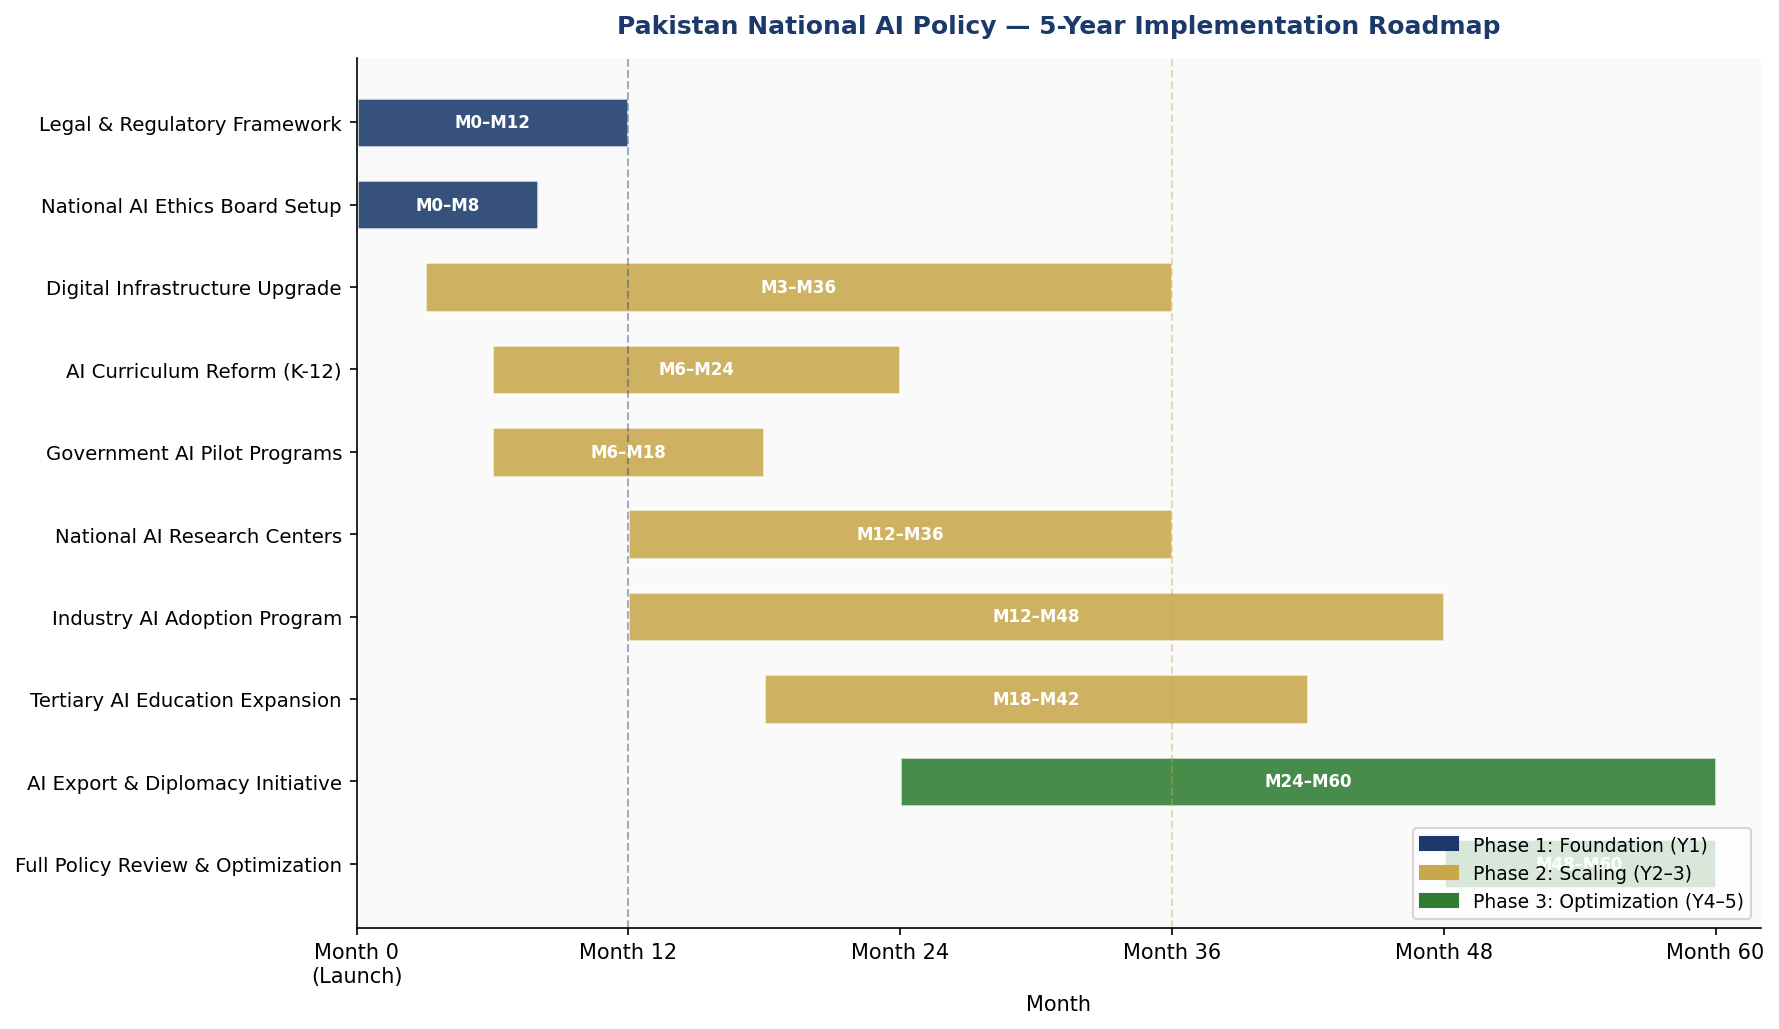 Pakistan National AI Policy — 5-Year Implementation Roadmap
Legal & Regulatory Framework
M0–M12
National AI Ethics Board Setup
M0–M8
Digital Infrastructure Upgrade
M3–M36
AI Curriculum Reform (K-12)
M6–M24
Government AI Pilot Programs
M6–M18
National AI Research Centers
M12–M36
Industry AI Adoption Program
M12–M48
Tertiary AI Education Expansion
M18–M42
AI Export & Diplomacy Initiative
M24–M60
Full Policy Review & Optimization
M48–M60
Phase 1: Foundation (Y1)
Phase 2: Scaling (Y2–3)
Phase 3: Optimization (Y4–5)
Month 0
(Launch)
Month 12
Month 24
Month 36
Month 48
Month 60
Month